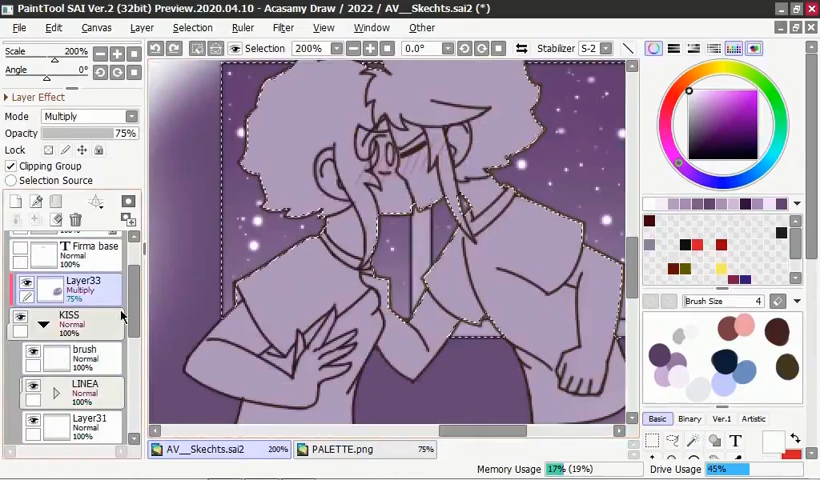 PaintTool SAI Ver.2 (32bit) Preview.2020.04.10 - Acasamy Draw / 2022 / AV__Skechts.sai2 (*)
File Edit Canvas Layer Selection Ruler Filter View Window Others
Scale 200%
Angle 0°
Selection 200% 0.0° Stabilizer S-2
Layer Effect
Mode Multiply
Opacity 75%
Lock
Clipping Group
Selection Source
T Firma base
Normal
100%
Layer33
Multiply
75%
KISS
Normal
100%
brush
Normal
100%
LINEA
Normal
100%
Layer31
Normal
100%
Brush Size 4
Basic Binary Ver.1 Artistic
T
AV__Skechts.sai2 200% PALETTE.png 75%
Memory Usage 17% (19%) Drive Usage 45%